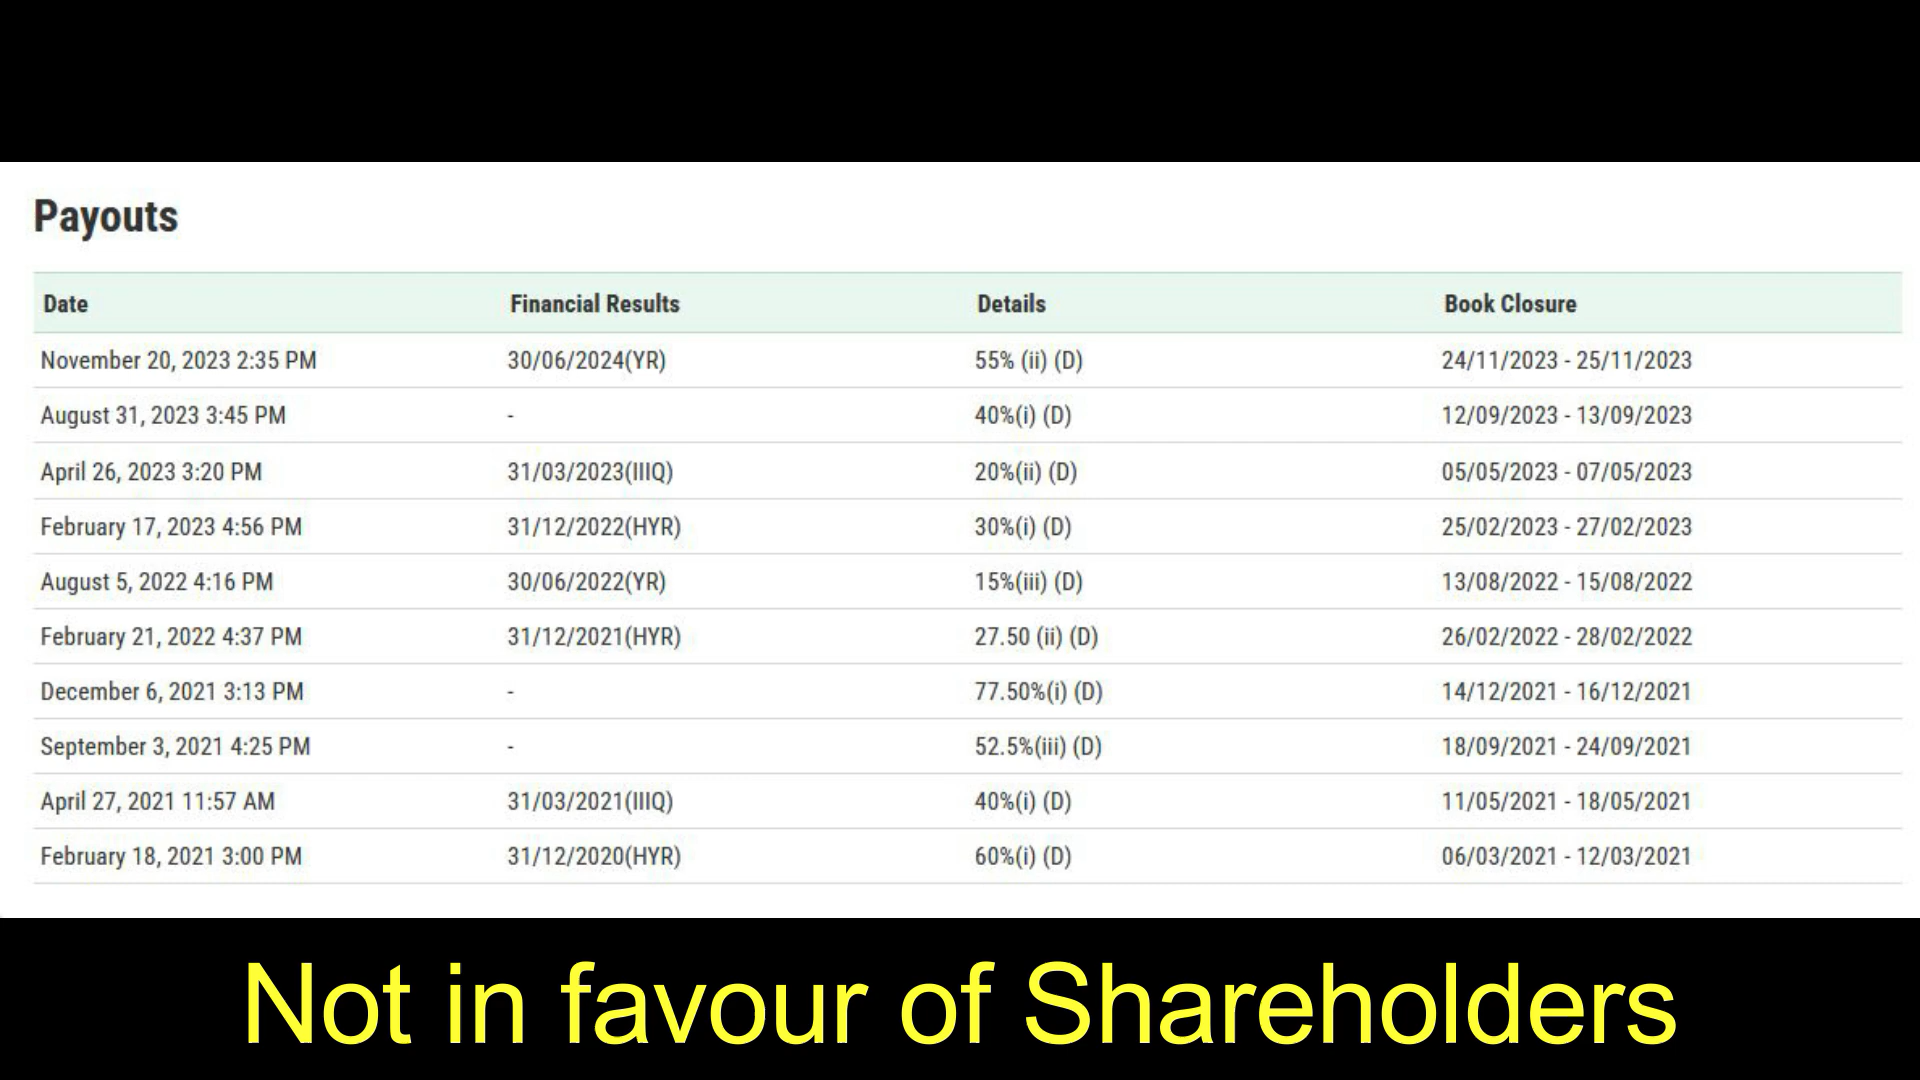 Payouts
Date Financial Results Details Book Closure
November 20, 2023 2:35 PM 30/06/2024(YR) 55% (ii) (D) 24/11/2023 - 25/11/2023
August 31, 2023 3:45 PM - 40%(i) (D) 12/09/2023 - 13/09/2023
April 26, 2023 3:20 PM 31/03/2023(IIIQ) 20%(ii) (D) 05/05/2023 - 07/05/2023
February 17, 2023 4:56 PM 31/12/2022(HYR) 30%(i) (D) 25/02/2023 - 27/02/2023
August 5, 2022 4:16 PM 30/06/2022(YR) 15%(iii) (D) 13/08/2022 - 15/08/2022
February 21, 2022 4:37 PM 31/12/2021(HYR) 27.50 (ii) (D) 26/02/2022 - 28/02/2022
December 6, 2021 3:13 PM - 77.50%(i) (D) 14/12/2021 - 16/12/2021
September 3, 2021 4:25 PM - 52.5%(iii) (D) 18/09/2021 - 24/09/2021
April 27, 2021 11:57 AM 31/03/2021(IIIQ) 40%(i) (D) 11/05/2021 - 18/05/2021
February 18, 2021 3:00 PM 31/12/2020(HYR) 60%(i) (D) 06/03/2021 - 12/03/2021
Not in favour of Shareholders